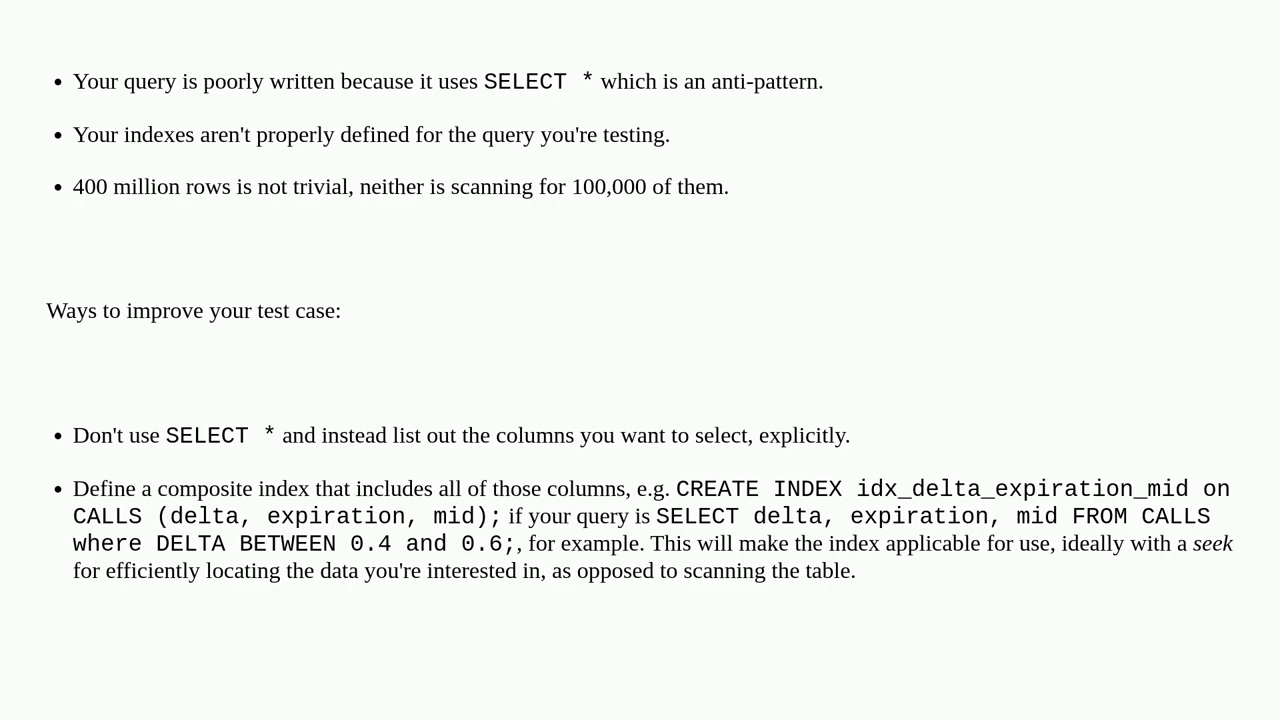 • Your query is poorly written because it uses SELECT * which is an anti-pattern.
• Your indexes aren't properly defined for the query you're testing.
• 400 million rows is not trivial, neither is scanning for 100,000 of them.
Ways to improve your test case:
• Don't use SELECT * and instead list out the columns you want to select, explicitly.
• Define a composite index that includes all of those columns, e.g. CREATE INDEX idx_delta_expiration_mid on
CALLS (delta, expiration, mid); if your query is SELECT delta, expiration, mid FROM CALLS
where DELTA BETWEEN 0.4 and 0.6;, for example. This will make the index applicable for use, ideally with a seek
for efficiently locating the data you're interested in, as opposed to scanning the table.